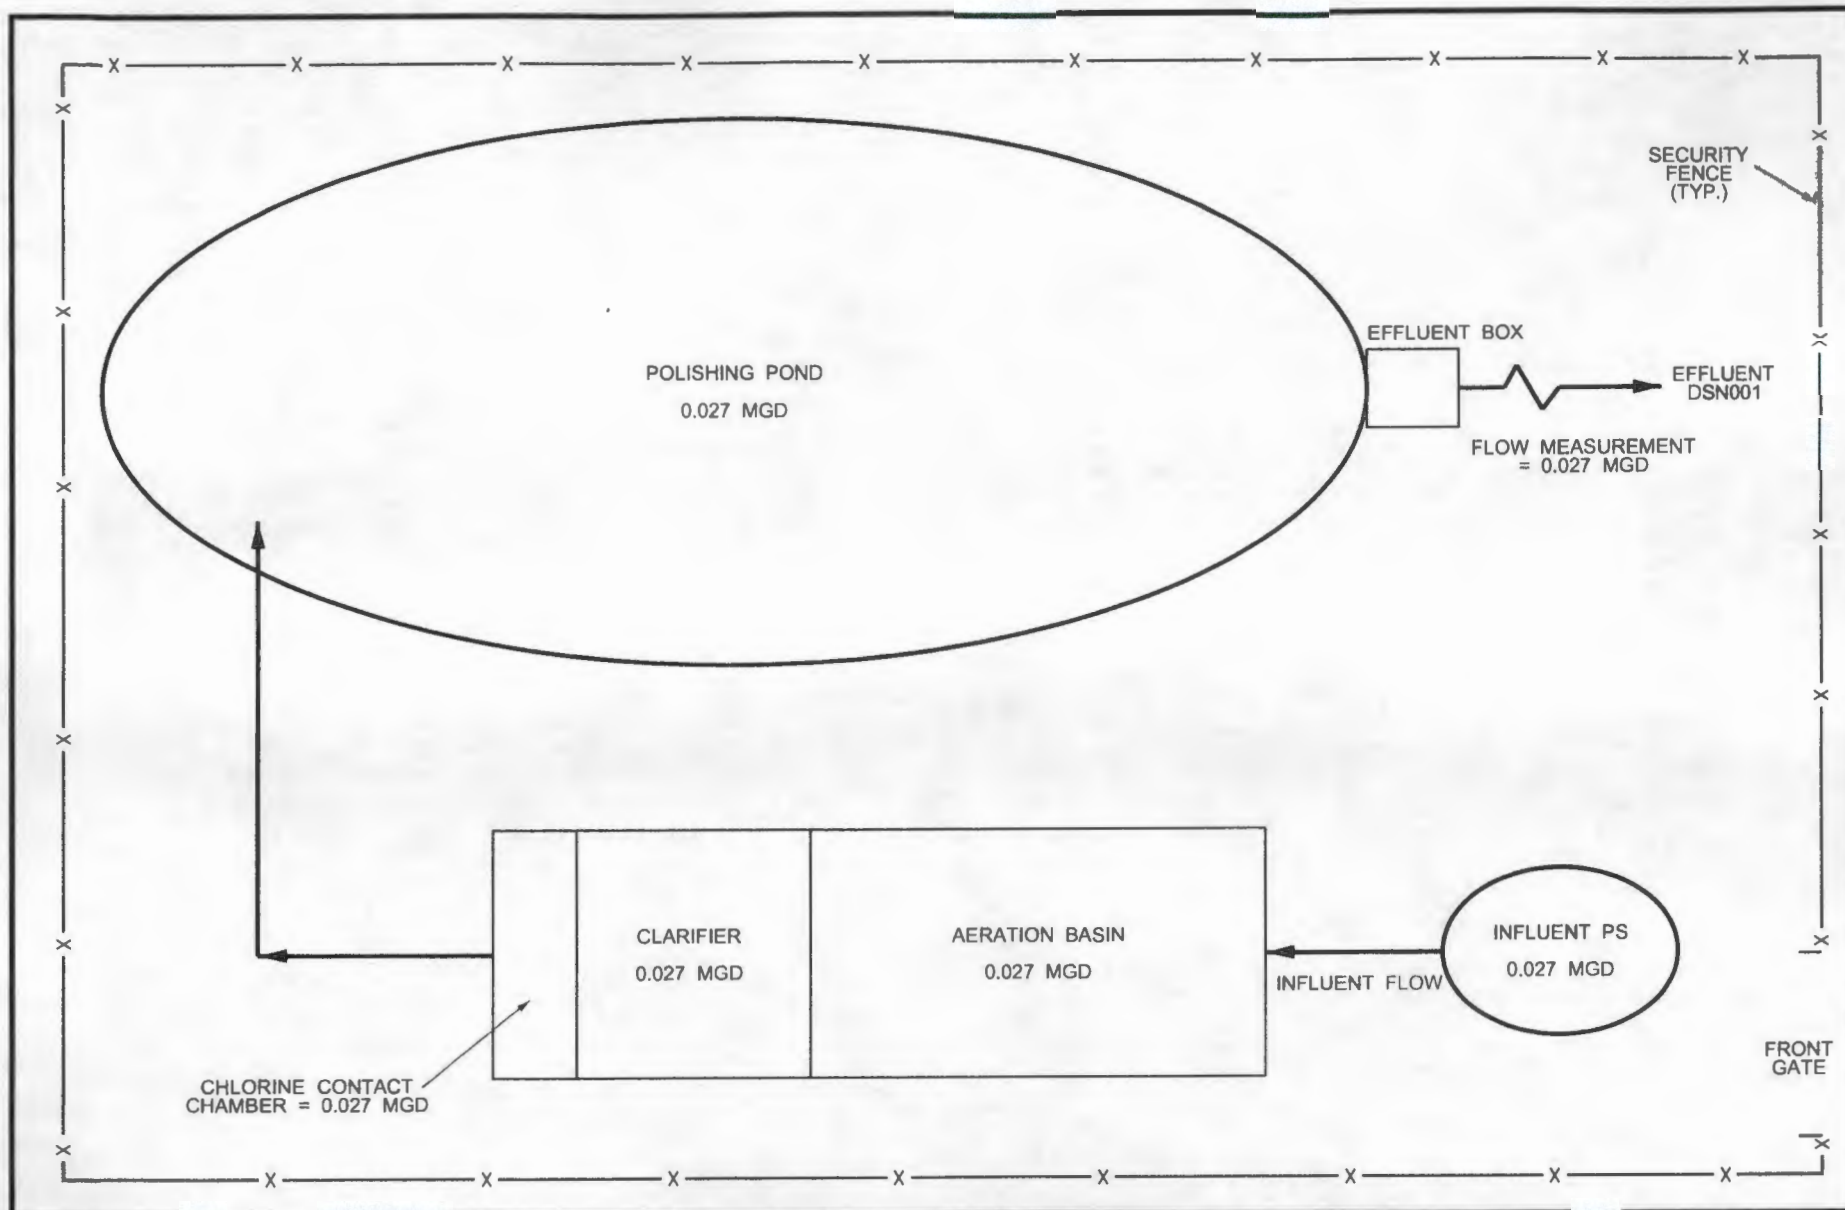 SECURITY
FENCE
(TYP.)
POLISHING POND
0.027 MGD
EFFLUENT BOX
EFFLUENT
DSN001
FLOW MEASUREMENT
= 0.027 MGD
CLARIFIER
0.027 MGD
AERATION BASIN
0.027 MGD
INFLUENT FLOW
INFLUENT PS
0.027 MGD
FRONT
GATE
CHLORINE CONTACT
CHAMBER = 0.027 MGD